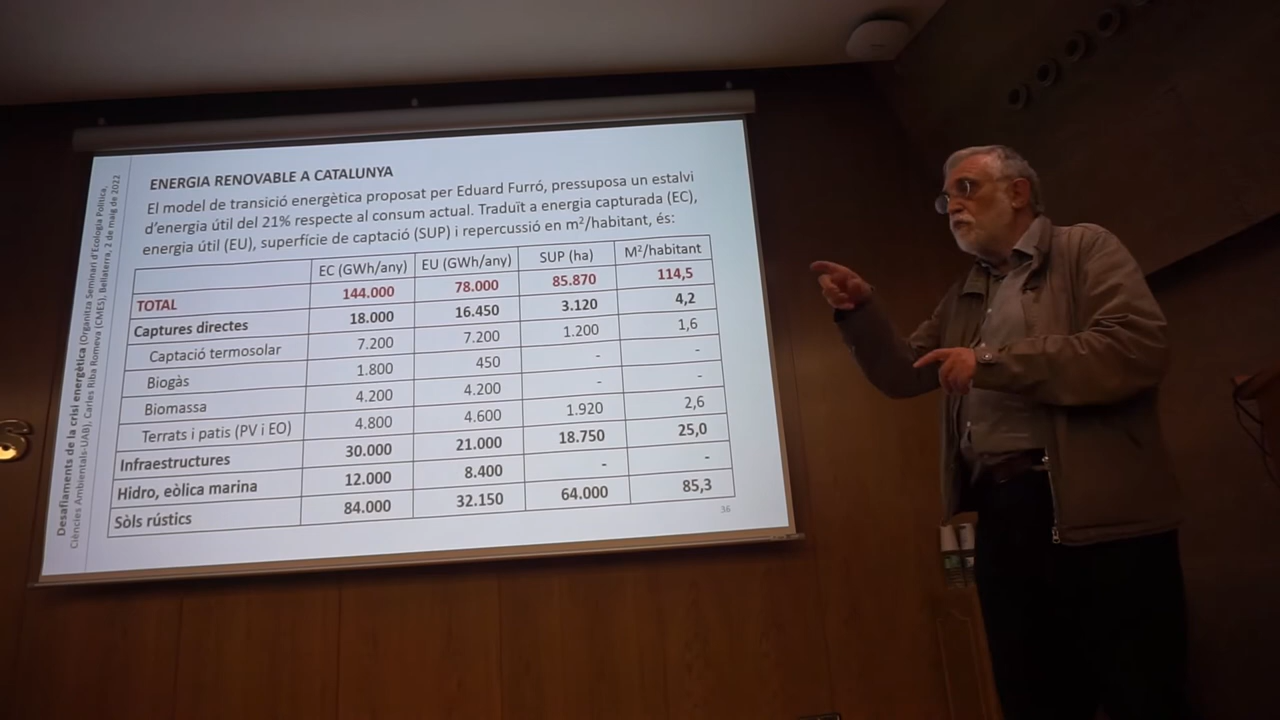 Desafiaments de la crisi energètica (Organitza Seminari d'Ecologia Política,
Ciències Ambientals-UAB), Carles Riba Romeva (CMES), Bellaterra, 2 de maig de 2022
ENERGIA RENOVABLE A CATALUNYA
El model de transició energètica proposat per Eduard Furró, pressuposa un estalvi
d'energia útil del 21% respecte al consum actual. Traduït a energia capturada (EC),
energia útil (EU), superfície de captació (SUP) i repercussió en m²/habitant, és:
EC (GWh/any) EU (GWh/any) SUP (ha) M²/habitant
TOTAL 144.000 78.000 85.870 114,5
Captures directes 18.000 16.450 3.120 4,2
Captació termosolar 7.200 7.200 1.200 1,6
Biogàs 1.800 450 - -
Biomassa 4.200 4.200 - -
Terrats i patis (PV i EO) 4.800 4.600 1.920 2,6
Infraestructures 30.000 21.000 18.750 25,0
Hidro, eòlica marina 12.000 8.400 - -
Sòls rústics 84.000 32.150 64.000 85,3
36
S